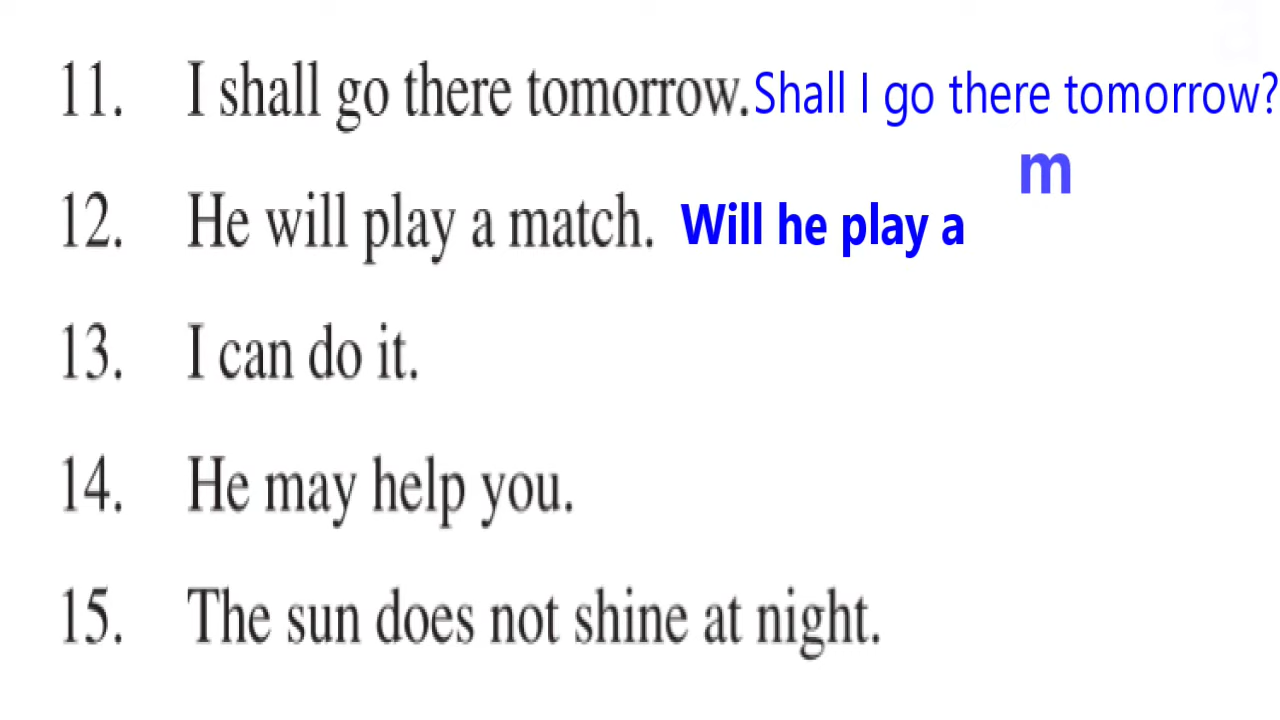 11. I shall go there tomorrow. Shall I go there tomorrow?
12. He will play a match. Will he play a m
13. I can do it.
14. He may help you.
15. The sun does not shine at night.